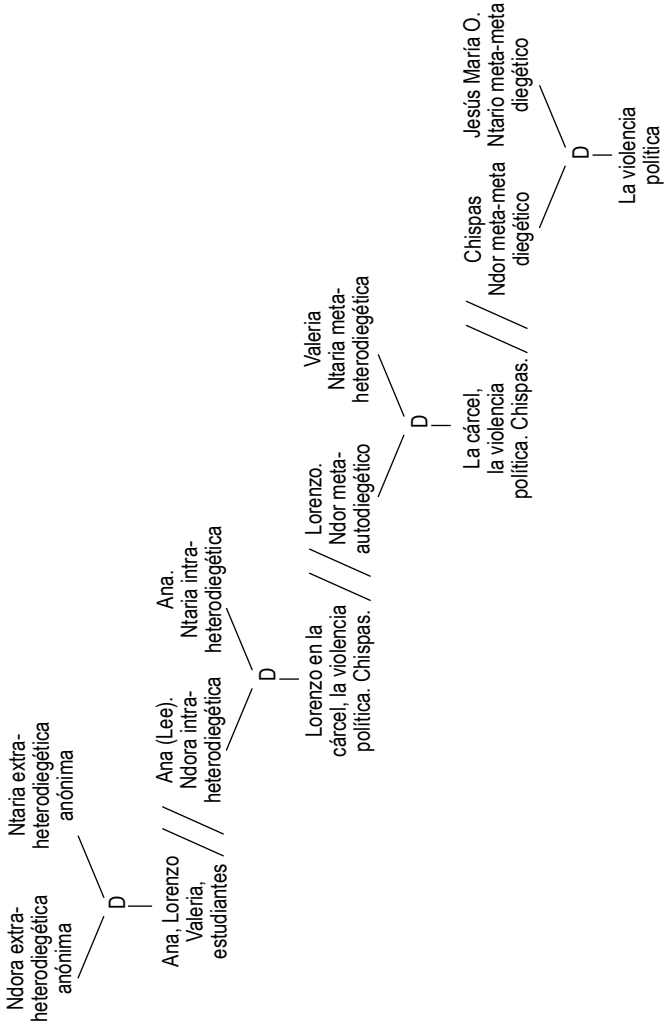 Ndora extra-
heterodiegética
anónima
Ntaria extra-
heterodiegética
anónima
D
Ana, Lorenzo
Valeria,
estudiantes
Ana (Lee).
Ndora intra-
heterodiegética
Ana.
Ntaria intra-
heterodiegética
D
Lorenzo en la
cárcel, la violencia
política. Chispas.
Lorenzo.
Ndor meta-
autodiegético
Valeria
Ntaria meta-
heterodiegética
D
La cárcel,
la violencia
política. Chispas.
Chispas
Ndor meta-meta
diegético
Jesús María O.
Ntario meta-meta
diegético
D
La violencia
política